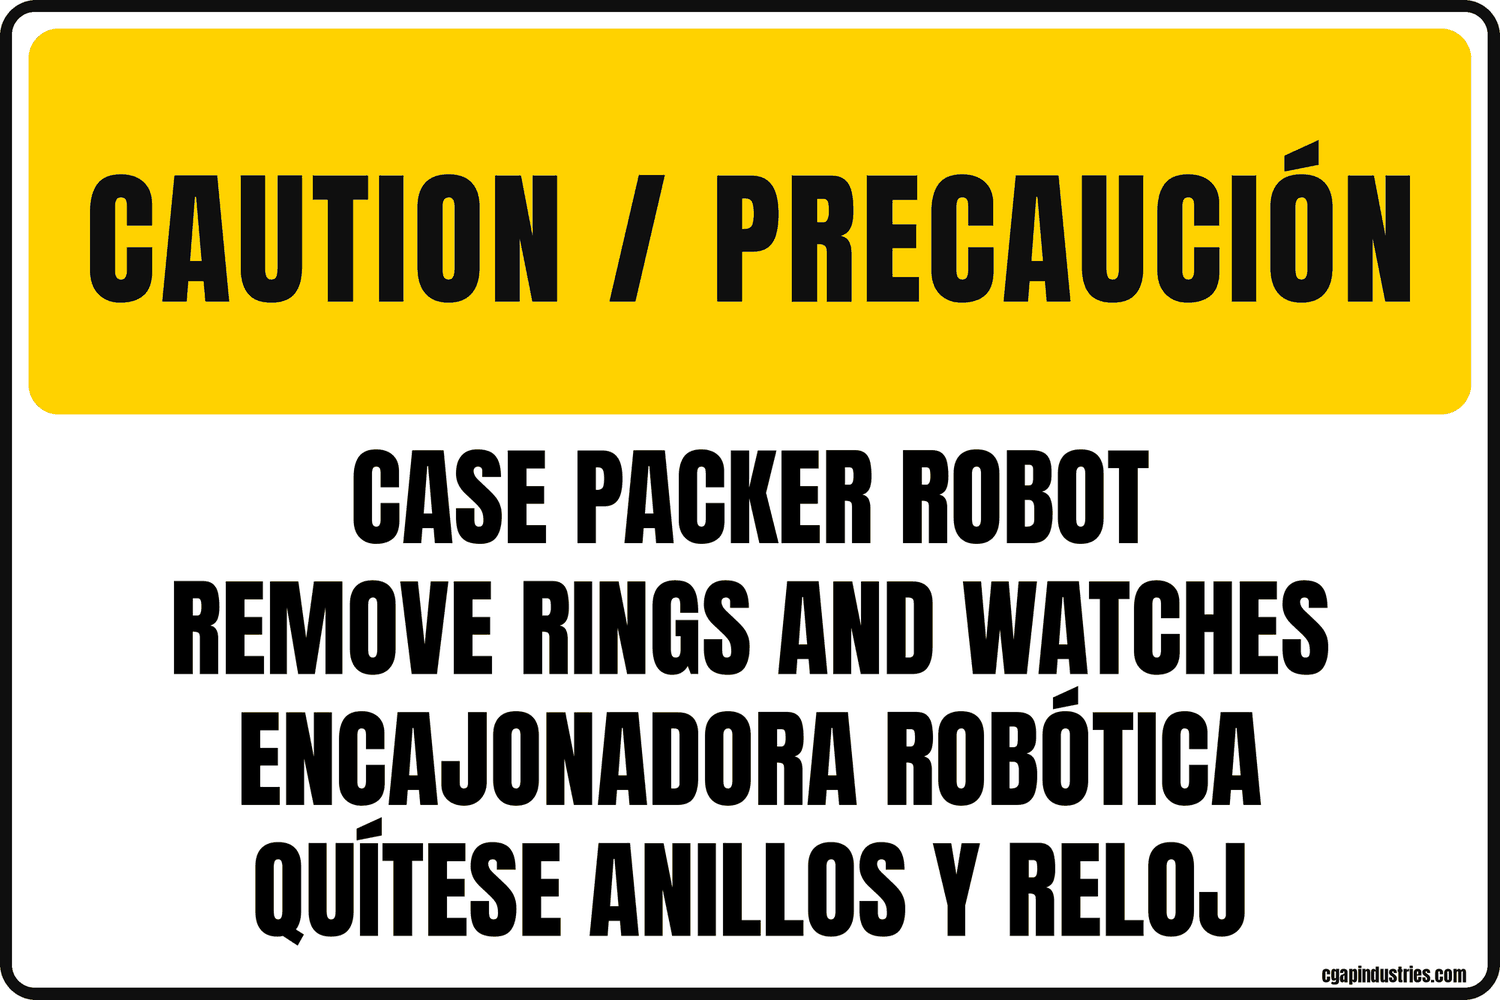 CAUTION / PRECAUCIÓN
CASE PACKER ROBOT
REMOVE RINGS AND WATCHES
ENCAJONADORA ROBÓTICA
QUÍTESE ANILLOS Y RELOJ
cgapindustries.com